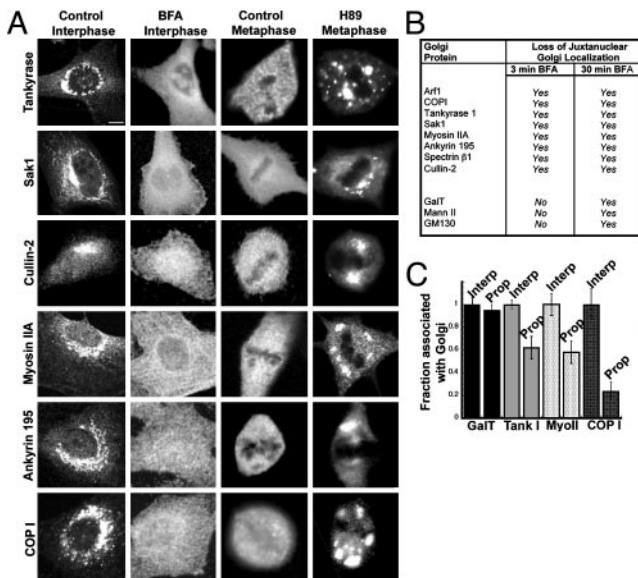 A
Control Interphase
BFA Interphase
Control Metaphase
H89 Metaphase
Tankyrase
Sak1
Cullin-2
Myosin IIA
Ankyrin 195
COP I
B
Golgi Protein
Loss of Juxtanuclear Golgi Localization
3 min BFA
30 min BFA
Arf1 Yes Yes
COPI Yes Yes
Tankyrase 1 Yes Yes
Sak1 Yes Yes
Myosin IIA Yes Yes
Ankyrin 195 Yes Yes
Spectrin β1 Yes Yes
Cullin-2 Yes Yes
GalT No Yes
Mann II No Yes
GM130 No Yes
C
Fraction associated with Golgi
1
0.8
0.6
0.4
0.2
0
Interp
Prop
Interp
Prop
Interp
Prop
Interp
Prop
GalT Tank I MyoII COP I